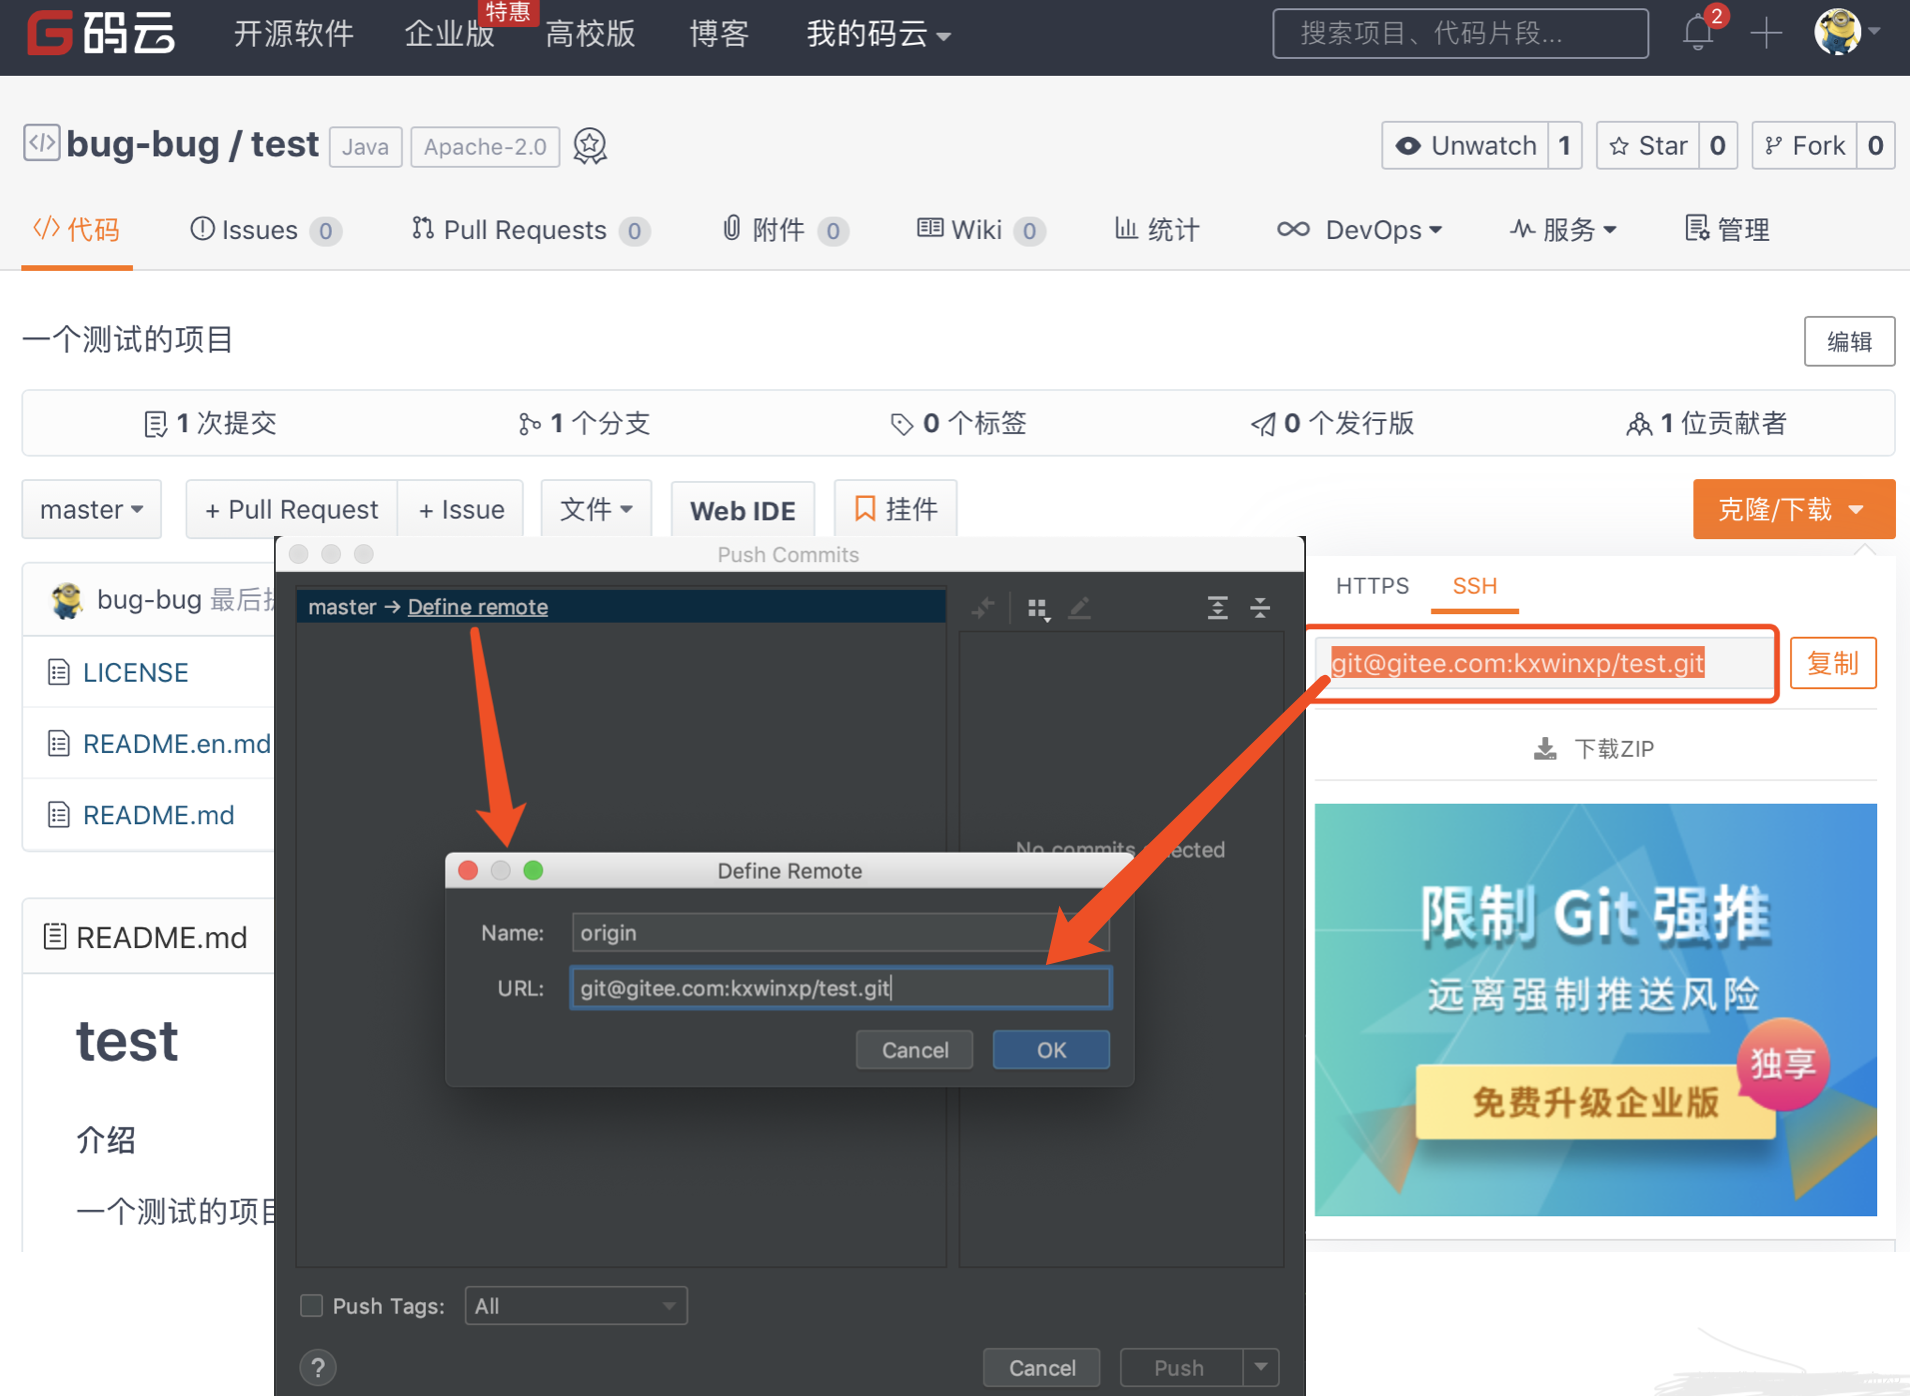 码云
开源软件 企业版 特惠 高校版 博客 我的码云
搜索项目、代码片段...
2
bug-bug / test Java Apache-2.0
Unwatch 1 Star 0 Fork 0
代码 Issues 0 Pull Requests 0 附件 0 Wiki 0 统计 DevOps 服务 管理
一个测试的项目
编辑
1 次提交 1 个分支 0 个标签 0 个发行版 1 位贡献者
master + Pull Request + Issue 文件 Web IDE 挂件 克隆/下载
bug-bug 最后
LICENSE
README.en.md
README.md
README.md
test
介绍
一个测试的项目
Push Commits
master → Define remote
No commits selected
Define Remote
Name: origin
URL: git@gitee.com:kxwinxp/test.git
Cancel OK
Push Tags: All
? Cancel Push
HTTPS SSH
git@gitee.com:kxwinxp/test.git 复制
下载ZIP
限制 Git 强推
远离强制推送风险
独享
免费升级企业版